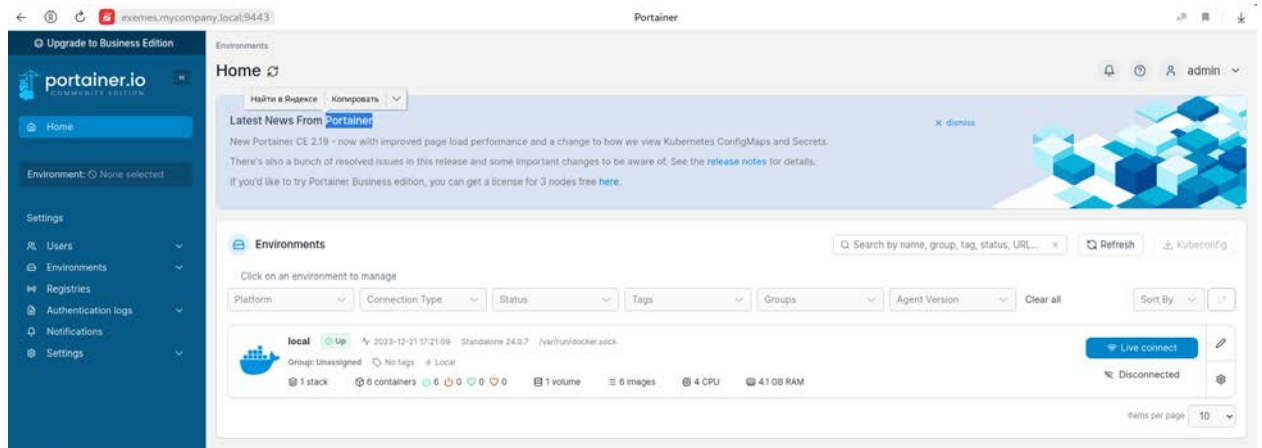 exemes.mycompany.local:9443
Portainer
Upgrade to Business Edition
portainer.io
COMMUNITY EDITION
Home
Environment: None selected
Settings
Users
Environments
Registries
Authentication logs
Notifications
Settings
Environments
Home
admin
Найти в Яндексе Копировать
Latest News From Portainer
dismiss
New Portainer CE 2.19 - now with improved page load performance and a change to how we view Kubernetes ConfigMaps and Secrets.
There's also a bunch of resolved issues in this release and some important changes to be aware of. See the release notes for details.
If you'd like to try Portainer Business edition, you can get a license for 3 nodes free here.
Environments
Search by name, group, tag, status, URL...
Refresh
Kubeconfig
Click on an environment to manage
Platform Connection Type Status Tags Groups Agent Version Clear all Sort By
local Up 2023-12-21 17:21:09 Standalone 24.0.7 /var/run/docker.sock
Group: Unassigned No tags Local
1 stack 6 containers 6 0 0 0 1 volume 6 images 4 CPU 4.1 GB RAM
Live connect
Disconnected
Items per page 10